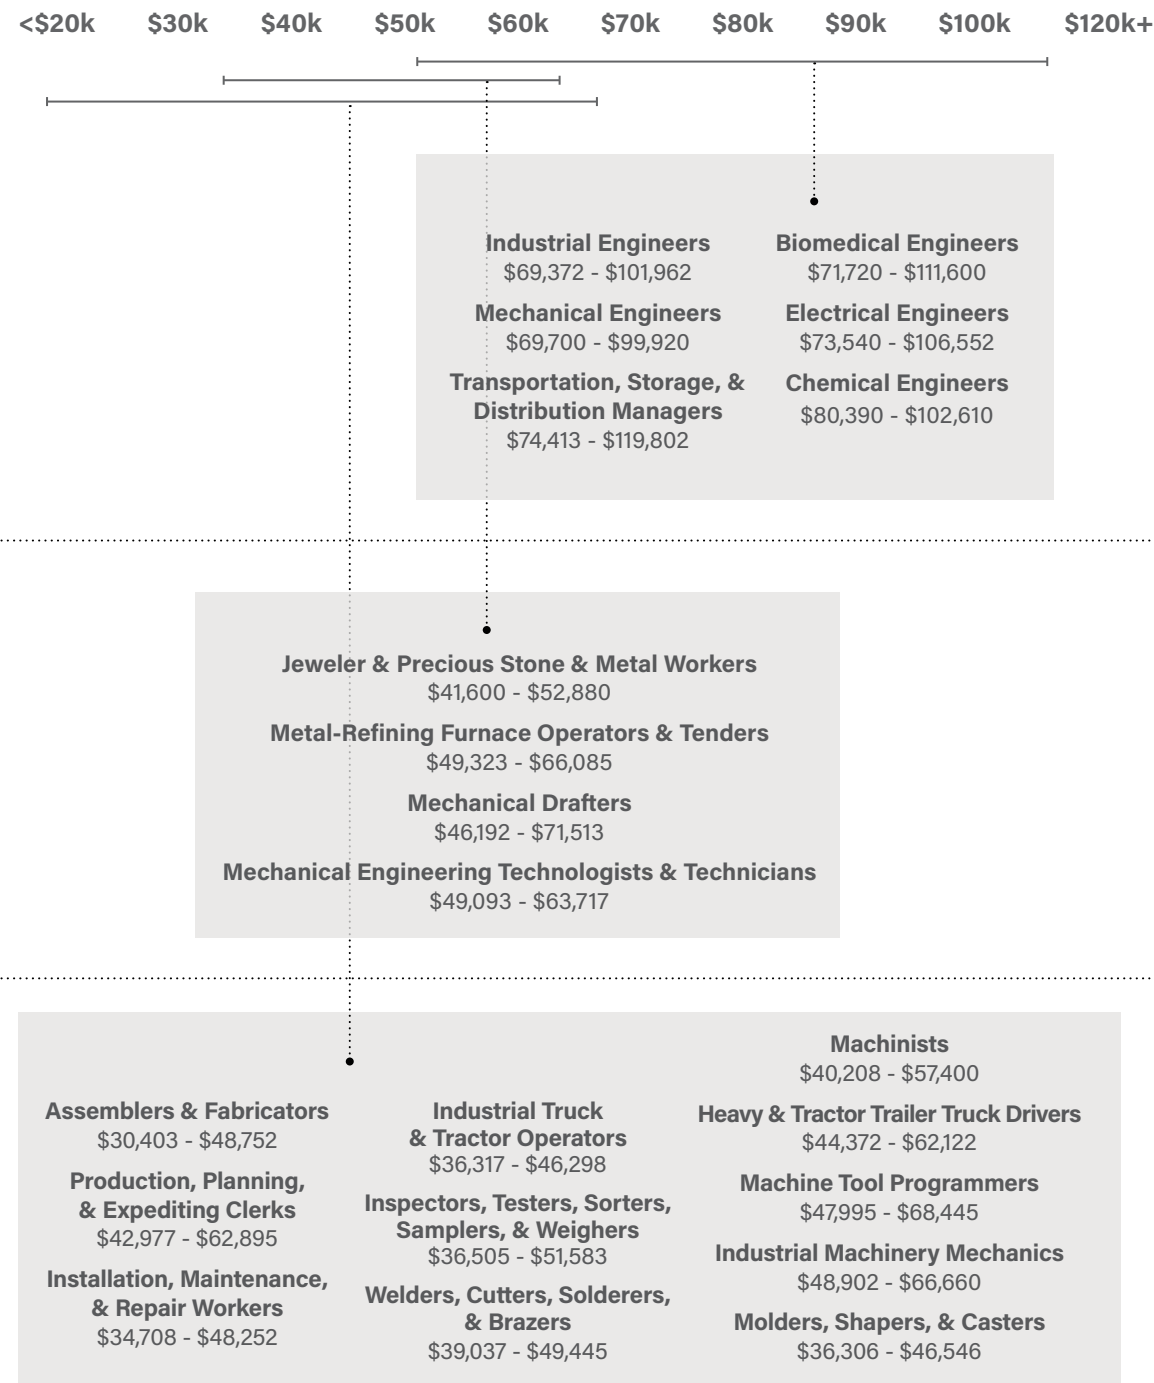 <$20k $30k $40k $50k $60k $70k $80k $90k $100k $120k+
Industrial Engineers
$69,372 - $101,962
Mechanical Engineers
$69,700 - $99,920
Transportation, Storage, &
Distribution Managers
$74,413 - $119,802
Biomedical Engineers
$71,720 - $111,600
Electrical Engineers
$73,540 - $106,552
Chemical Engineers
$80,390 - $102,610
Jeweler & Precious Stone & Metal Workers
$41,600 - $52,880
Metal-Refining Furnace Operators & Tenders
$49,323 - $66,085
Mechanical Drafters
$46,192 - $71,513
Mechanical Engineering Technologists & Technicians
$49,093 - $63,717
Assemblers & Fabricators
$30,403 - $48,752
Production, Planning,
& Expediting Clerks
$42,977 - $62,895
Installation, Maintenance,
& Repair Workers
$34,708 - $48,252
Industrial Truck
& Tractor Operators
$36,317 - $46,298
Inspectors, Testers, Sorters,
Samplers, & Weighers
$36,505 - $51,583
Welders, Cutters, Solderers,
& Brazers
$39,037 - $49,445
Machinists
$40,208 - $57,400
Heavy & Tractor Trailer Truck Drivers
$44,372 - $62,122
Machine Tool Programmers
$47,995 - $68,445
Industrial Machinery Mechanics
$48,902 - $66,660
Molders, Shapers, & Casters
$36,306 - $46,546